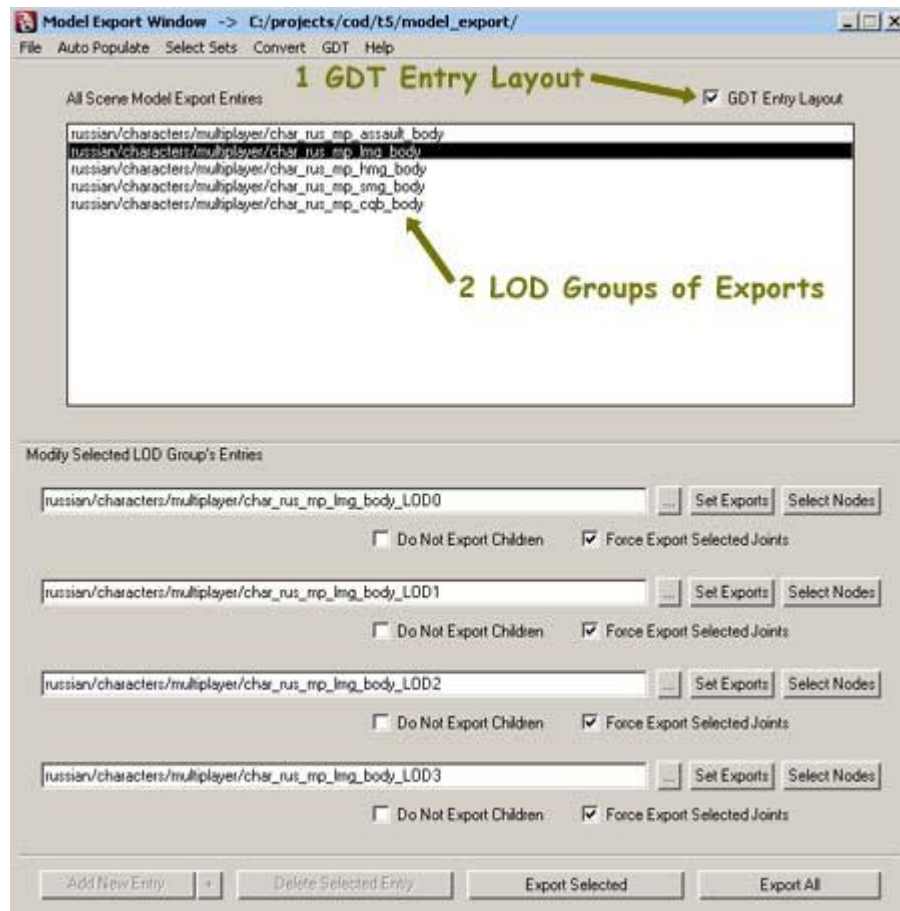 Model Export Window -> C:/projects/cod/t5/model_export/
File Auto Populate Select Sets Convert GDT Help
1 GDT Entry Layout
All Scene Model Export Entires
GDT Entry Layout
russian/characters/multiplayer/char_rus_mp_assault_body
russian/characters/multiplayer/char_rus_mp_lmg_body
russian/characters/multiplayer/char_rus_mp_hmg_body
russian/characters/multiplayer/char_rus_mp_smg_body
russian/characters/multiplayer/char_rus_mp_cqb_body
2 LOD Groups of Exports
Modify Selected LOD Group's Entries
russian/characters/multiplayer/char_rus_mp_lmg_body_LOD0 ... Set Exports Select Nodes
Do Not Export Children Force Export Selected Joints
russian/characters/multiplayer/char_rus_mp_lmg_body_LOD1 ... Set Exports Select Nodes
Do Not Export Children Force Export Selected Joints
russian/characters/multiplayer/char_rus_mp_lmg_body_LOD2 ... Set Exports Select Nodes
Do Not Export Children Force Export Selected Joints
russian/characters/multiplayer/char_rus_mp_lmg_body_LOD3 ... Set Exports Select Nodes
Do Not Export Children Force Export Selected Joints
Add New Entry + Delete Selected Entry Export Selected Export All